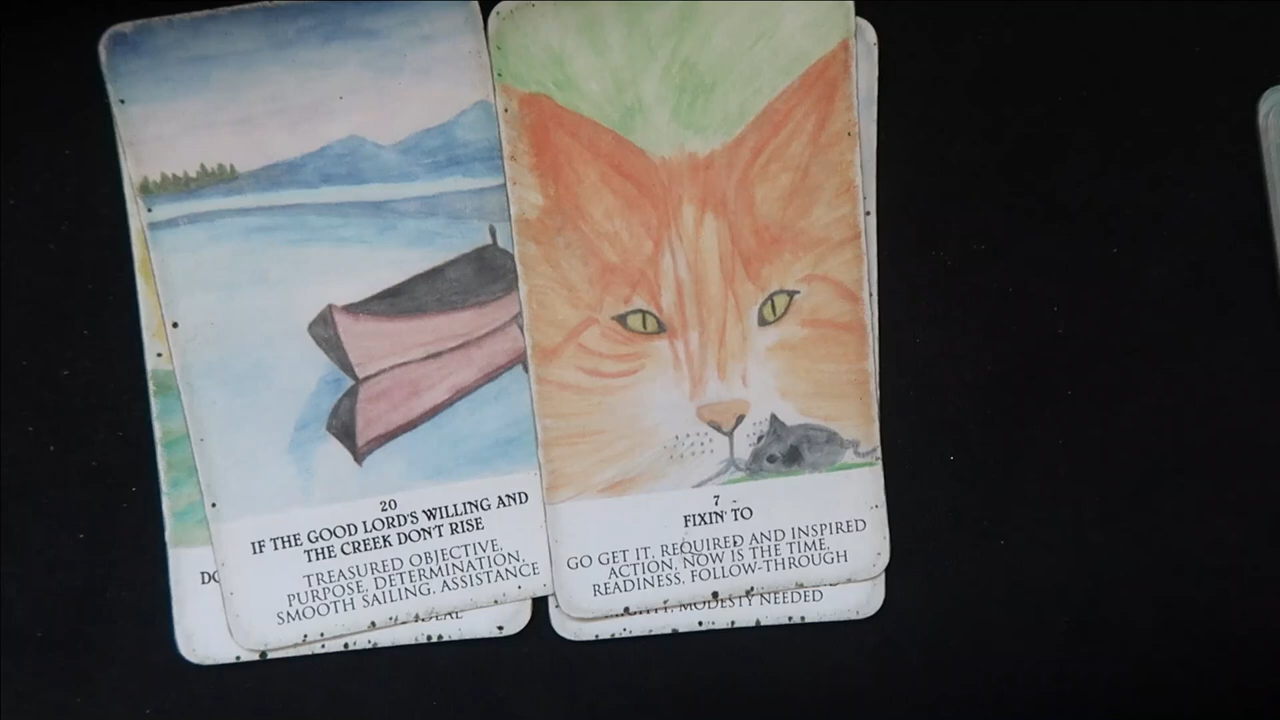 20
IF THE GOOD LORD'S WILLING AND
THE CREEK DON'T RISE
TREASURED OBJECTIVE,
PURPOSE, DETERMINATION,
SMOOTH SAILING, ASSISTANCE
7
FIXIN' TO
GO GET IT, REQUIRED AND INSPIRED
ACTION, NOW IS THE TIME,
READINESS, FOLLOW-THROUGH
MODESTY NEEDED